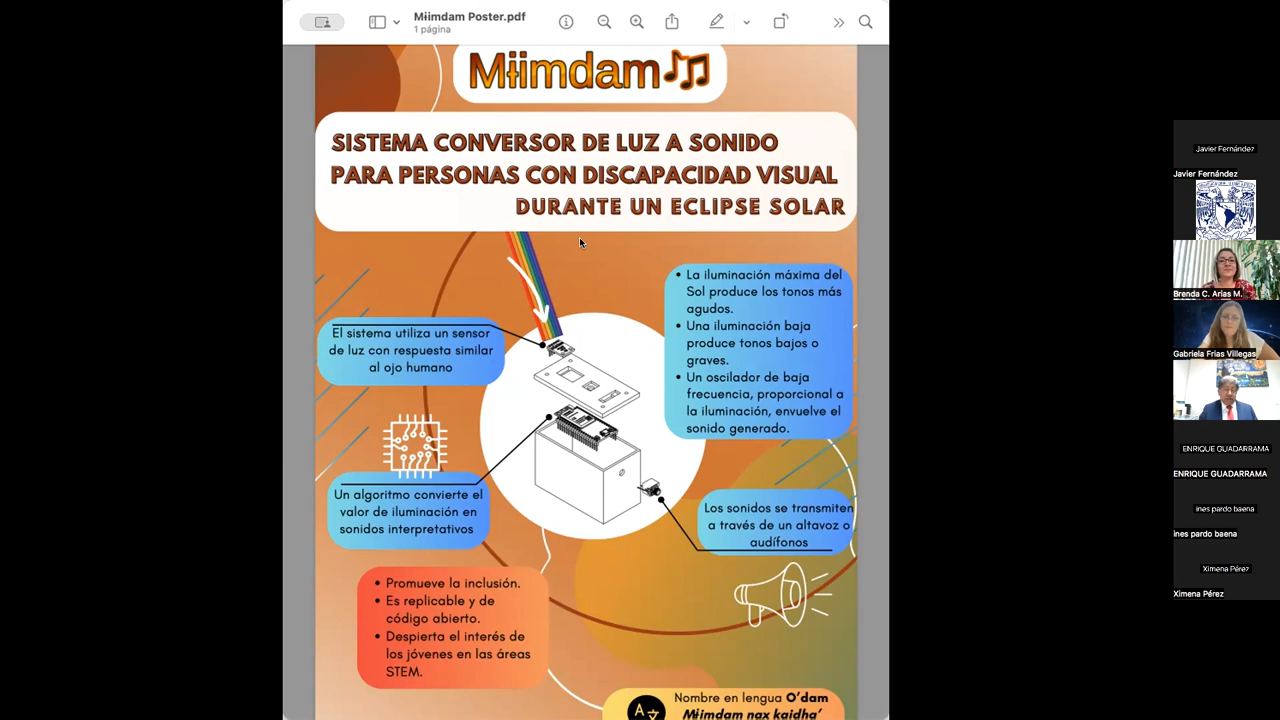 Mɨimdam Poster.pdf
1 página
Mɨimdam
SISTEMA CONVERSOR DE LUZ A SONIDO
PARA PERSONAS CON DISCAPACIDAD VISUAL
DURANTE UN ECLIPSE SOLAR
El sistema utiliza un sensor
de luz con respuesta similar
al ojo humano
• La iluminación máxima del
Sol produce los tonos más
agudos.
• Una iluminación baja
produce tonos bajos o
graves.
• Un oscilador de baja
frecuencia, proporcional a
la iluminación, envuelve el
sonido generado.
Un algoritmo convierte el
valor de iluminación en
sonidos interpretativos
Los sonidos se transmiten
a través de un altavoz o
audífonos
• Promueve la inclusión.
• Es replicable y de
código abierto.
• Despierta el interés de
los jóvenes en las áreas
STEM.
Nombre en lengua O'dam
Mɨimdam nax kaidha'
Javier Fernández
Javier Fernández
Brenda C. Arias M.
Gabriela Frías Villegas
ENRIQUE GUADARRAMA
ENRIQUE GUADARRAMA
ines pardo baena
ines pardo baena
Ximena Pérez
Ximena Pérez